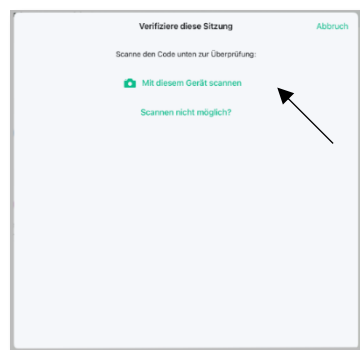 Verifiziere diese Sitzung
Abbruch
Scanne den Code unten zur Überprüfung:
Mit diesem Gerät scannen
Scannen nicht möglich?